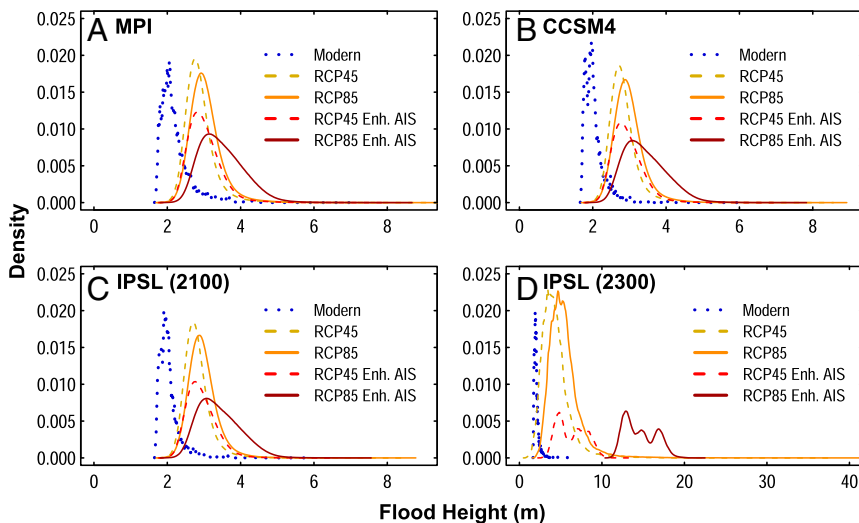 A MPI
0.025
0.020
0.015
0.010
0.005
0.000
Modern
RCP45
RCP85
RCP45 Enh. AIS
RCP85 Enh. AIS
0 2 4 6 8
B CCSM4
0.025
0.020
0.015
0.010
0.005
0.000
Modern
RCP45
RCP85
RCP45 Enh. AIS
RCP85 Enh. AIS
0 2 4 6 8
Density
C IPSL (2100)
0.025
0.020
0.015
0.010
0.005
0.000
Modern
RCP45
RCP85
RCP45 Enh. AIS
RCP85 Enh. AIS
0 2 4 6 8
D IPSL (2300)
0.025
0.020
0.015
0.010
0.005
0.000
Modern
RCP45
RCP85
RCP45 Enh. AIS
RCP85 Enh. AIS
0 10 20 30 40
Flood Height (m)